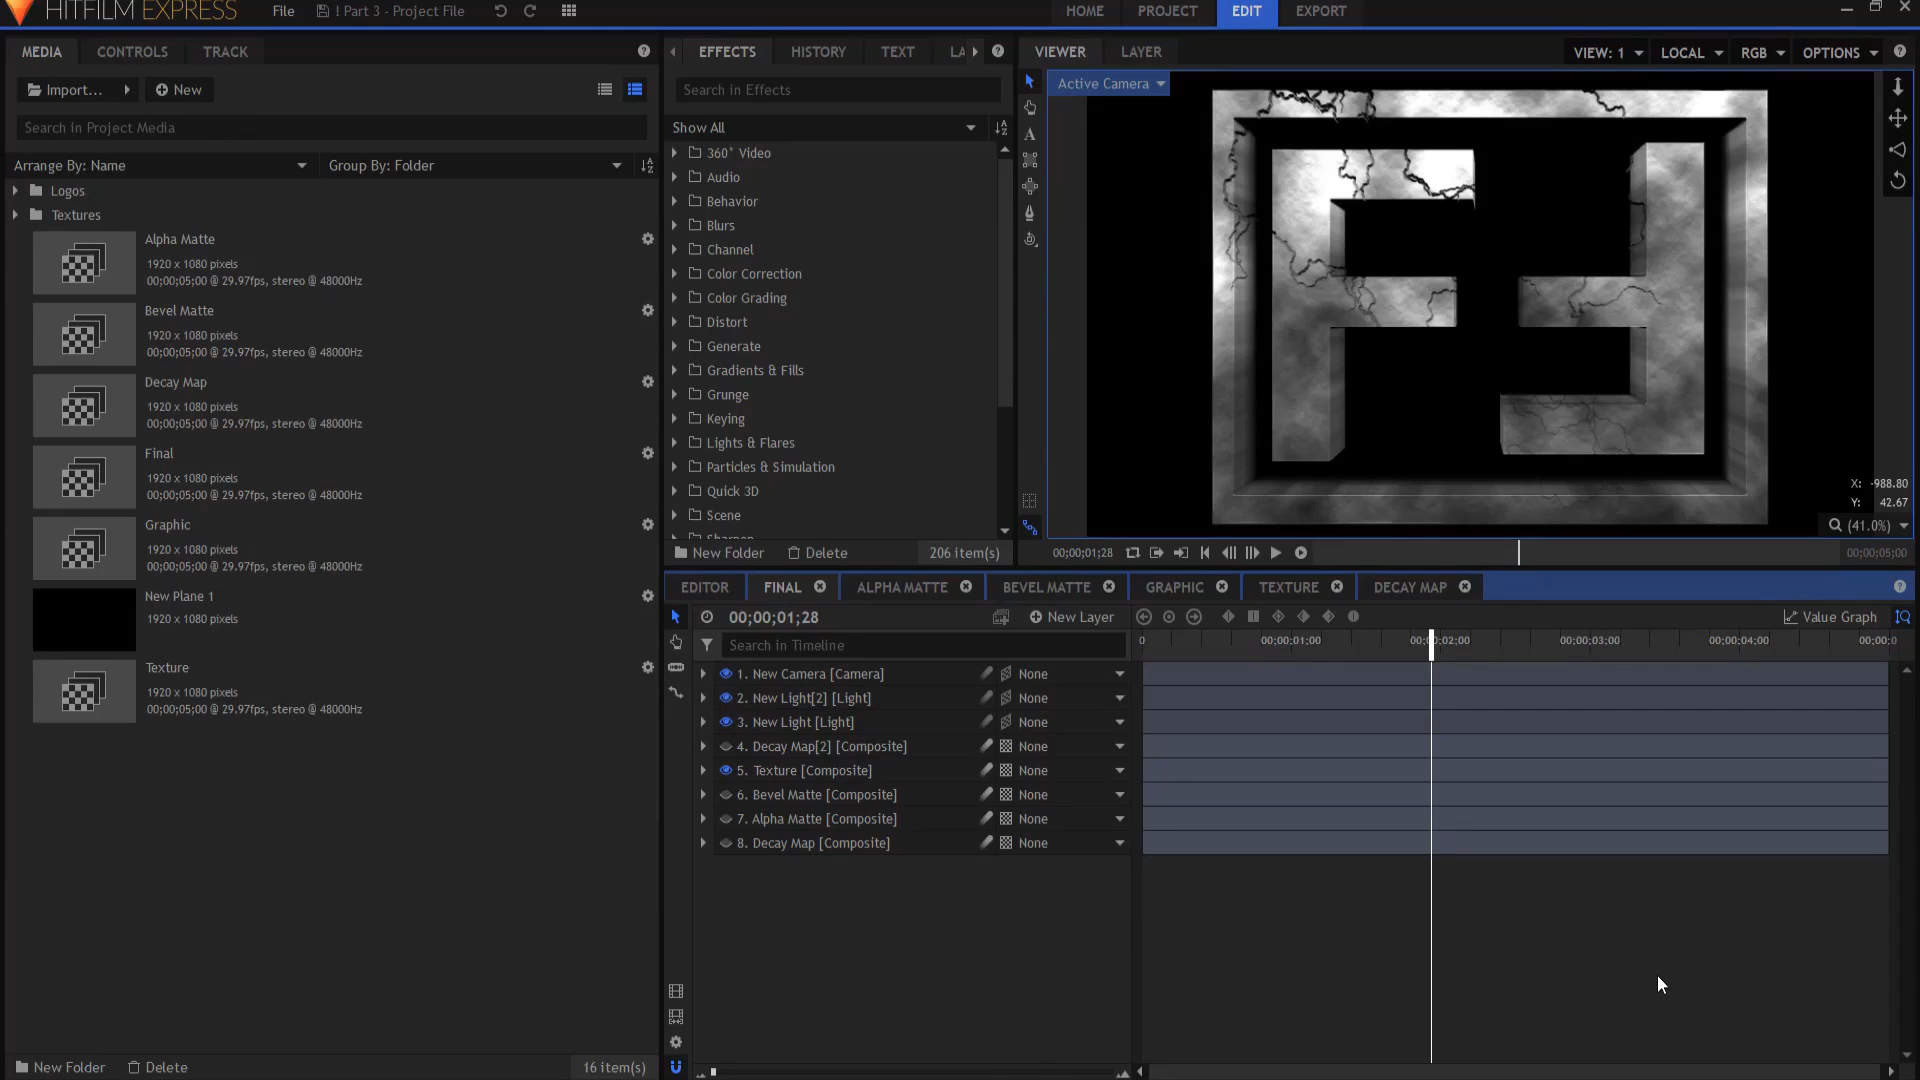 HITFILM EXPRESS
File
! Part 3 - Project File
HOME
PROJECT
EDIT
EXPORT
MEDIA
CONTROLS
TRACK
Import...
New
Search in Project Media
Arrange By: Name
Group By: Folder
Logos
Textures
Alpha Matte
1920 x 1080 pixels
00;00;05;00 @ 29.97fps, stereo @ 48000Hz
Bevel Matte
1920 x 1080 pixels
00;00;05;00 @ 29.97fps, stereo @ 48000Hz
Decay Map
1920 x 1080 pixels
00;00;05;00 @ 29.97fps, stereo @ 48000Hz
Final
1920 x 1080 pixels
00;00;05;00 @ 29.97fps, stereo @ 48000Hz
Graphic
1920 x 1080 pixels
00;00;05;00 @ 29.97fps, stereo @ 48000Hz
New Plane 1
1920 x 1080 pixels
Texture
1920 x 1080 pixels
00;00;05;00 @ 29.97fps, stereo @ 48000Hz
New Folder
Delete
16 item(s)
EFFECTS
HISTORY
TEXT
LA
Search in Effects
Show All
360° Video
Audio
Behavior
Blurs
Channel
Color Correction
Color Grading
Distort
Generate
Gradients & Fills
Grunge
Keying
Lights & Flares
Particles & Simulation
Quick 3D
Scene
Sharpen
New Folder
Delete
206 item(s)
VIEWER
LAYER
VIEW: 1
LOCAL
RGB
OPTIONS
Active Camera
X: -988.80
Y: 42.67
(41.0%)
00;00;01;28
00;00;05;00
EDITOR
FINAL
ALPHA MATTE
BEVEL MATTE
GRAPHIC
TEXTURE
DECAY MAP
00;00;01;28
New Layer
Value Graph
Search in Timeline
0
00;00;01;00
00;00;02;00
00;00;03;00
00;00;04;00
00;00;0
1. New Camera [Camera] None
2. New Light[2] [Light] None
3. New Light [Light] None
4. Decay Map[2] [Composite] None
5. Texture [Composite] None
6. Bevel Matte [Composite] None
7. Alpha Matte [Composite] None
8. Decay Map [Composite] None